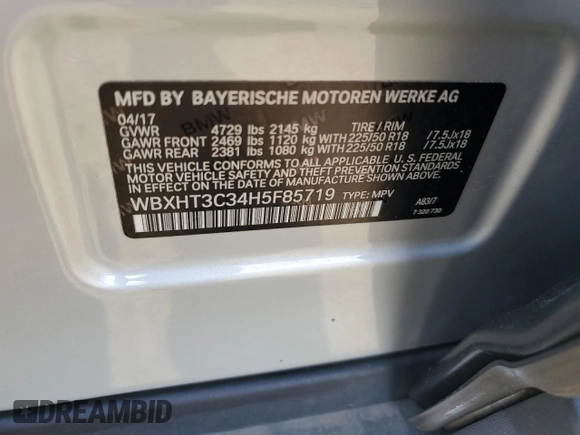 MFD BY BAYERISCHE MOTOREN WERKE AG
04/17
GVWR 4729 lbs 2145 kg TIRE / RIM
GAWR FRONT 2469 lbs 1120 kg WITH 225/50 R18 /7.5Jx18
GAWR REAR 2381 lbs 1080 kg WITH 225/50 R18 /7.5Jx18
THIS VEHICLE CONFORMS TO ALL APPLICABLE U.S. FEDERAL
MOTOR VEHICLE SAFETY, BUMPER AND THEFT PREVENTION
STANDARDS IN EFFECT ON THE DATE OF MANUFACTURE SHOWN ABOVE.
WBXHT3C34H5F85719 TYPE: MPV A83/7
7 320 730
DREAMBID